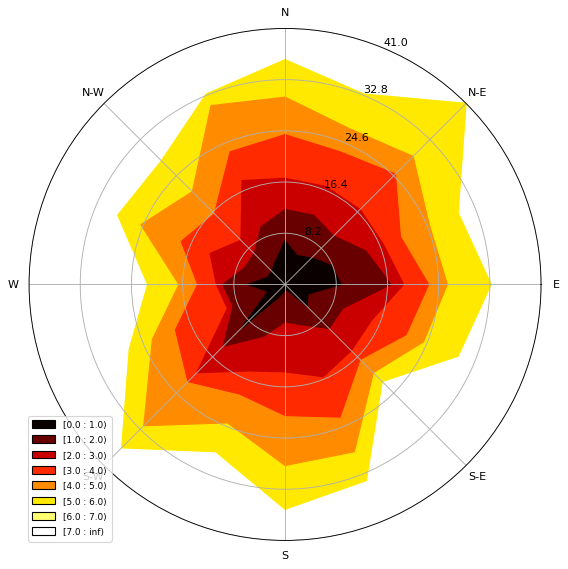 N
41.0
N-W
32.8
N-E
24.6
16.4
8.2
W
E
[0.0 : 1.0)
[1.0 : 2.0)
[2.0 : 3.0)
[3.0 : 4.0)
[4.0 : 5.0)
[5.0 : 6.0)
[6.0 : 7.0)
[7.0 : inf)
S-W
S-E
S